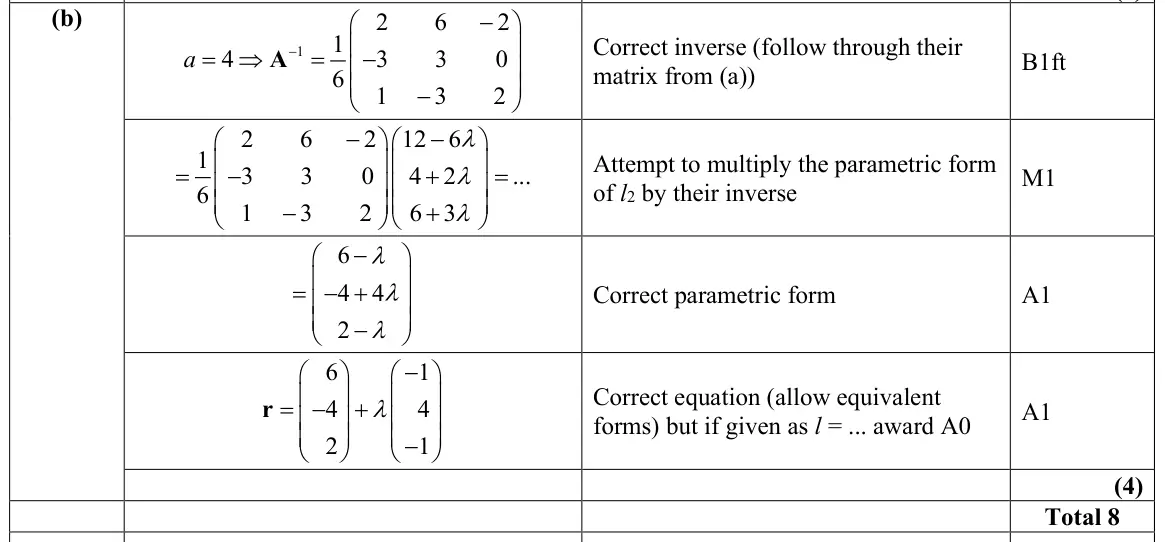 (b)
a = 4 ⇒ A⁻¹ = 1/6 ( 2 6 −2
−3 3 0
1 −3 2 )
Correct inverse (follow through their
matrix from (a))
B1ft
= 1/6 ( 2 6 −2
−3 3 0
1 −3 2 ) ( 12 − 6λ
4 + 2λ
6 + 3λ ) = ...
Attempt to multiply the parametric form
of l₂ by their inverse
M1
= ( 6 − λ
−4 + 4λ
2 − λ )
Correct parametric form
A1
r = ( 6
−4
2 ) + λ ( −1
4
−1 )
Correct equation (allow equivalent
forms) but if given as l = ... award A0
A1
(4)
Total 8